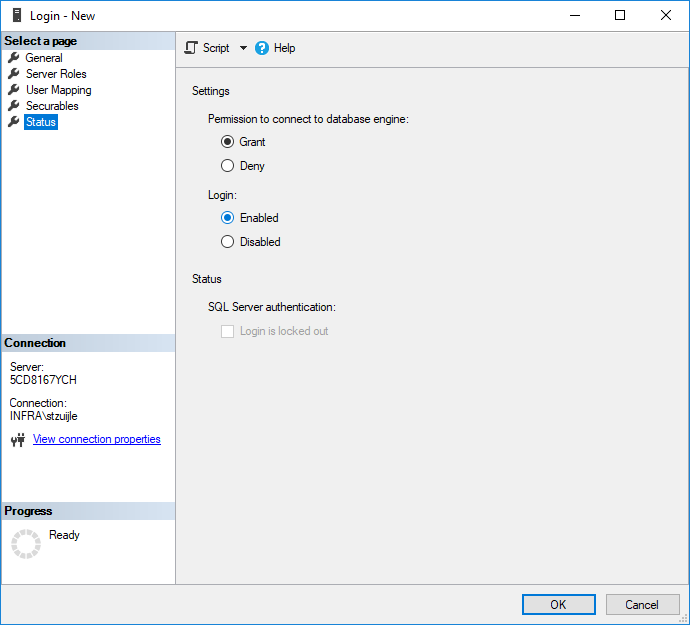 Login - New
Select a page
General
Server Roles
User Mapping
Securables
Status
Script
Help
Settings
Permission to connect to database engine:
Grant
Deny
Login:
Enabled
Disabled
Status
SQL Server authentication:
Login is locked out
Connection
Server:
5CD8167YCH
Connection:
INFRA\stzuijle
View connection properties
Progress
Ready
OK
Cancel